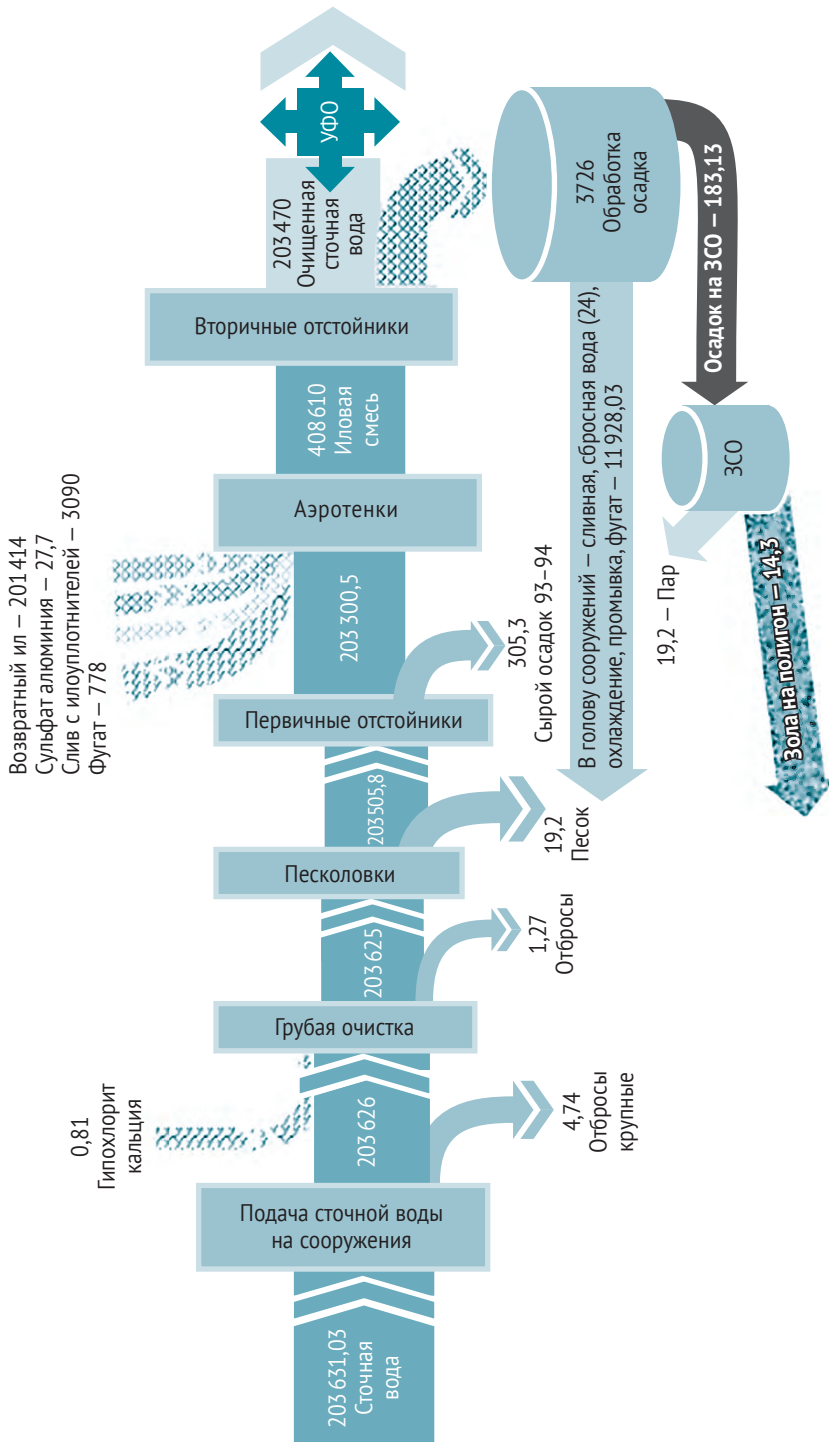 203 631,03
Сточная
вода
Подача сточной воды
на сооружения
0,81
Гипохлорит
кальция
203 626
4,74
Отбросы
крупные
Грубая очистка
203 625
1,27
Отбросы
Песколовки
203 505,8
19,2
Песок
Первичные отстойники
305,3
Сырой осадок 93–94
203 300,5
Возвратный ил – 201 414
Сульфат алюминия – 27,7
Слив с илоуплотнителей – 3090
Фугат – 778
Аэротенки
408 610
Иловая
смесь
Вторичные отстойники
203 470
Очищенная
сточная
вода
УФО
3726
Обработка
осадка
В голову сооружений – сливная, сбросная вода (24),
охлаждение, промывка, фугат – 11 928,03
Осадок на ЗСО – 183,13
ЗСО
19,2 – Пар
Зола на полигон – 14,3